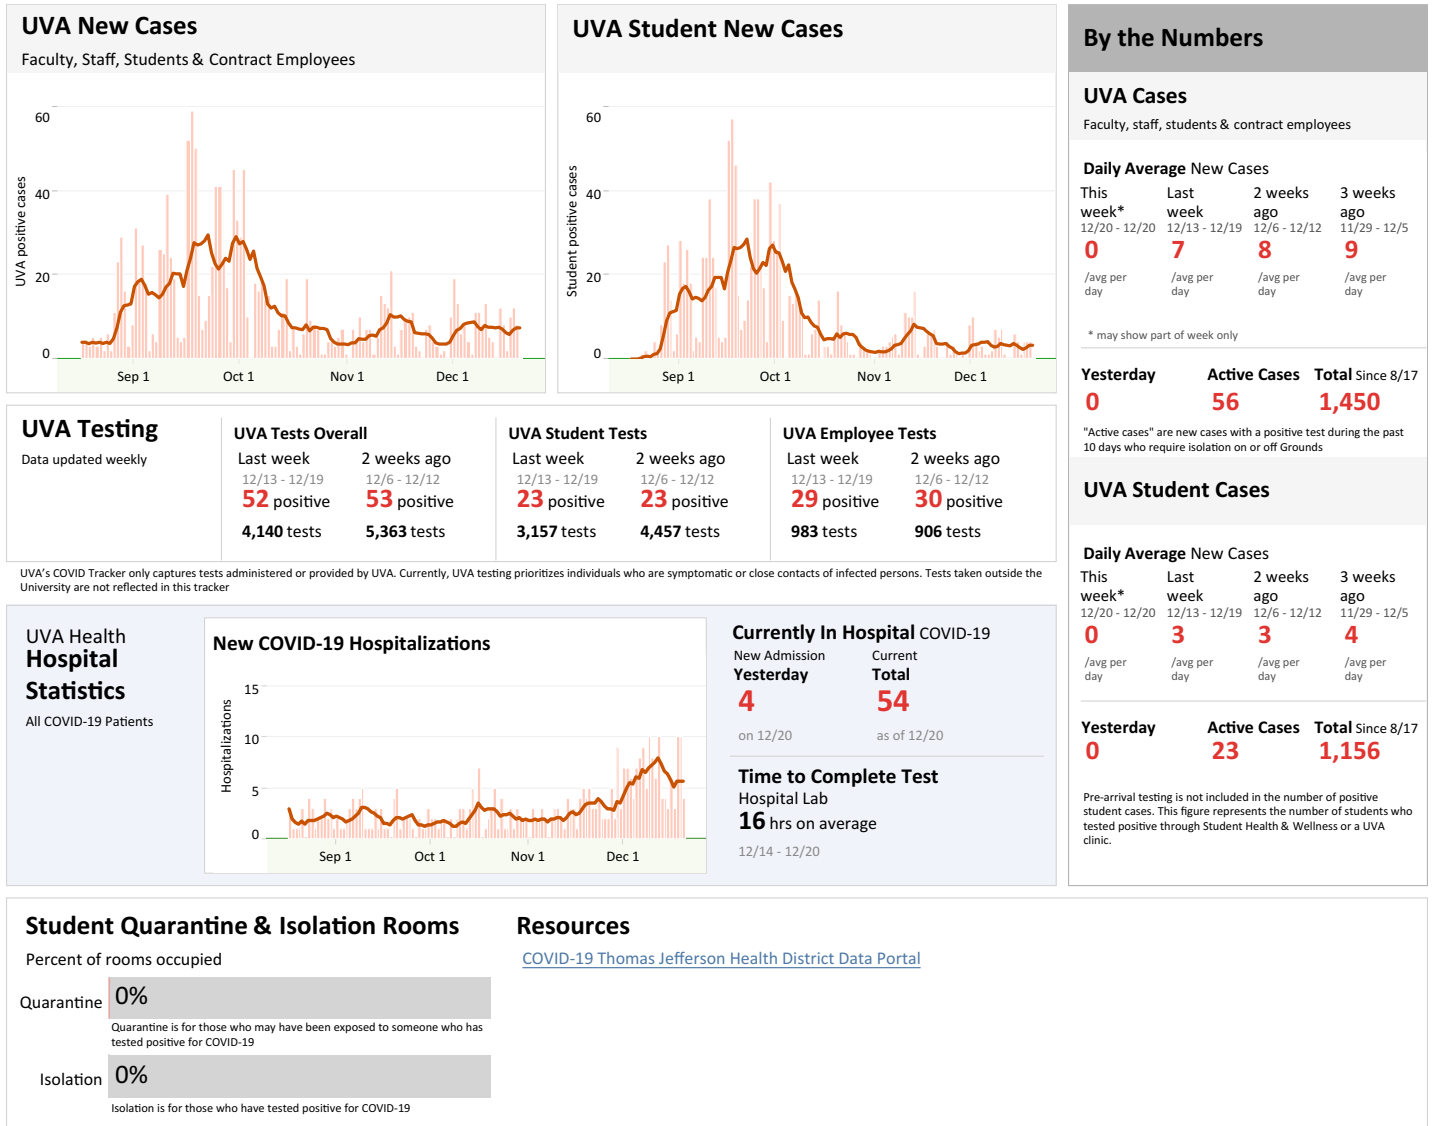 UVA New Cases
Faculty, Staff, Students & Contract Employees
60
40
20
0
UVA positive cases
Sep 1 Oct 1 Nov 1 Dec 1
UVA Student New Cases
60
40
20
0
Student positive cases
Sep 1 Oct 1 Nov 1 Dec 1
By the Numbers
UVA Cases
Faculty, staff, students & contract employees
Daily Average New Cases
This Last 2 weeks 3 weeks
week* week ago ago
12/20 - 12/20 12/13 - 12/19 12/6 - 12/12 11/29 - 12/5
0 7 8 9
/avg per /avg per /avg per /avg per
day day day day
* may show part of week only
Yesterday Active Cases Total Since 8/17
0 56 1,450
"Active cases" are new cases with a positive test during the past
10 days who require isolation on or off Grounds
UVA Student Cases
Daily Average New Cases
This Last 2 weeks 3 weeks
week* week ago ago
12/20 - 12/20 12/13 - 12/19 12/6 - 12/12 11/29 - 12/5
0 3 3 4
/avg per /avg per /avg per /avg per
day day day day
Yesterday Active Cases Total Since 8/17
0 23 1,156
Pre-arrival testing is not included in the number of positive
student cases. This figure represents the number of students who
tested positive through Student Health & Wellness or a UVA
clinic.
UVA Testing
Data updated weekly
UVA Tests Overall
Last week 2 weeks ago
12/13 - 12/19 12/6 - 12/12
52 positive 53 positive
4,140 tests 5,363 tests
UVA Student Tests
Last week 2 weeks ago
12/13 - 12/19 12/6 - 12/12
23 positive 23 positive
3,157 tests 4,457 tests
UVA Employee Tests
Last week 2 weeks ago
12/13 - 12/19 12/6 - 12/12
29 positive 30 positive
983 tests 906 tests
UVA's COVID Tracker only captures tests administered or provided by UVA. Currently, UVA testing prioritizes individuals who are symptomatic or close contacts of infected persons. Tests taken outside the
University are not reflected in this tracker
UVA Health
Hospital
Statistics
All COVID-19 Patients
New COVID-19 Hospitalizations
15
10
5
0
Hospitalizations
Sep 1 Oct 1 Nov 1 Dec 1
Currently In Hospital COVID-19
New Admission Current
Yesterday Total
4 54
on 12/20 as of 12/20
Time to Complete Test
Hospital Lab
16 hrs on average
12/14 - 12/20
Student Quarantine & Isolation Rooms
Percent of rooms occupied
Quarantine 0%
Quarantine is for those who may have been exposed to someone who has
tested positive for COVID-19
Isolation 0%
Isolation is for those who have tested positive for COVID-19
Resources
COVID-19 Thomas Jefferson Health District Data Portal